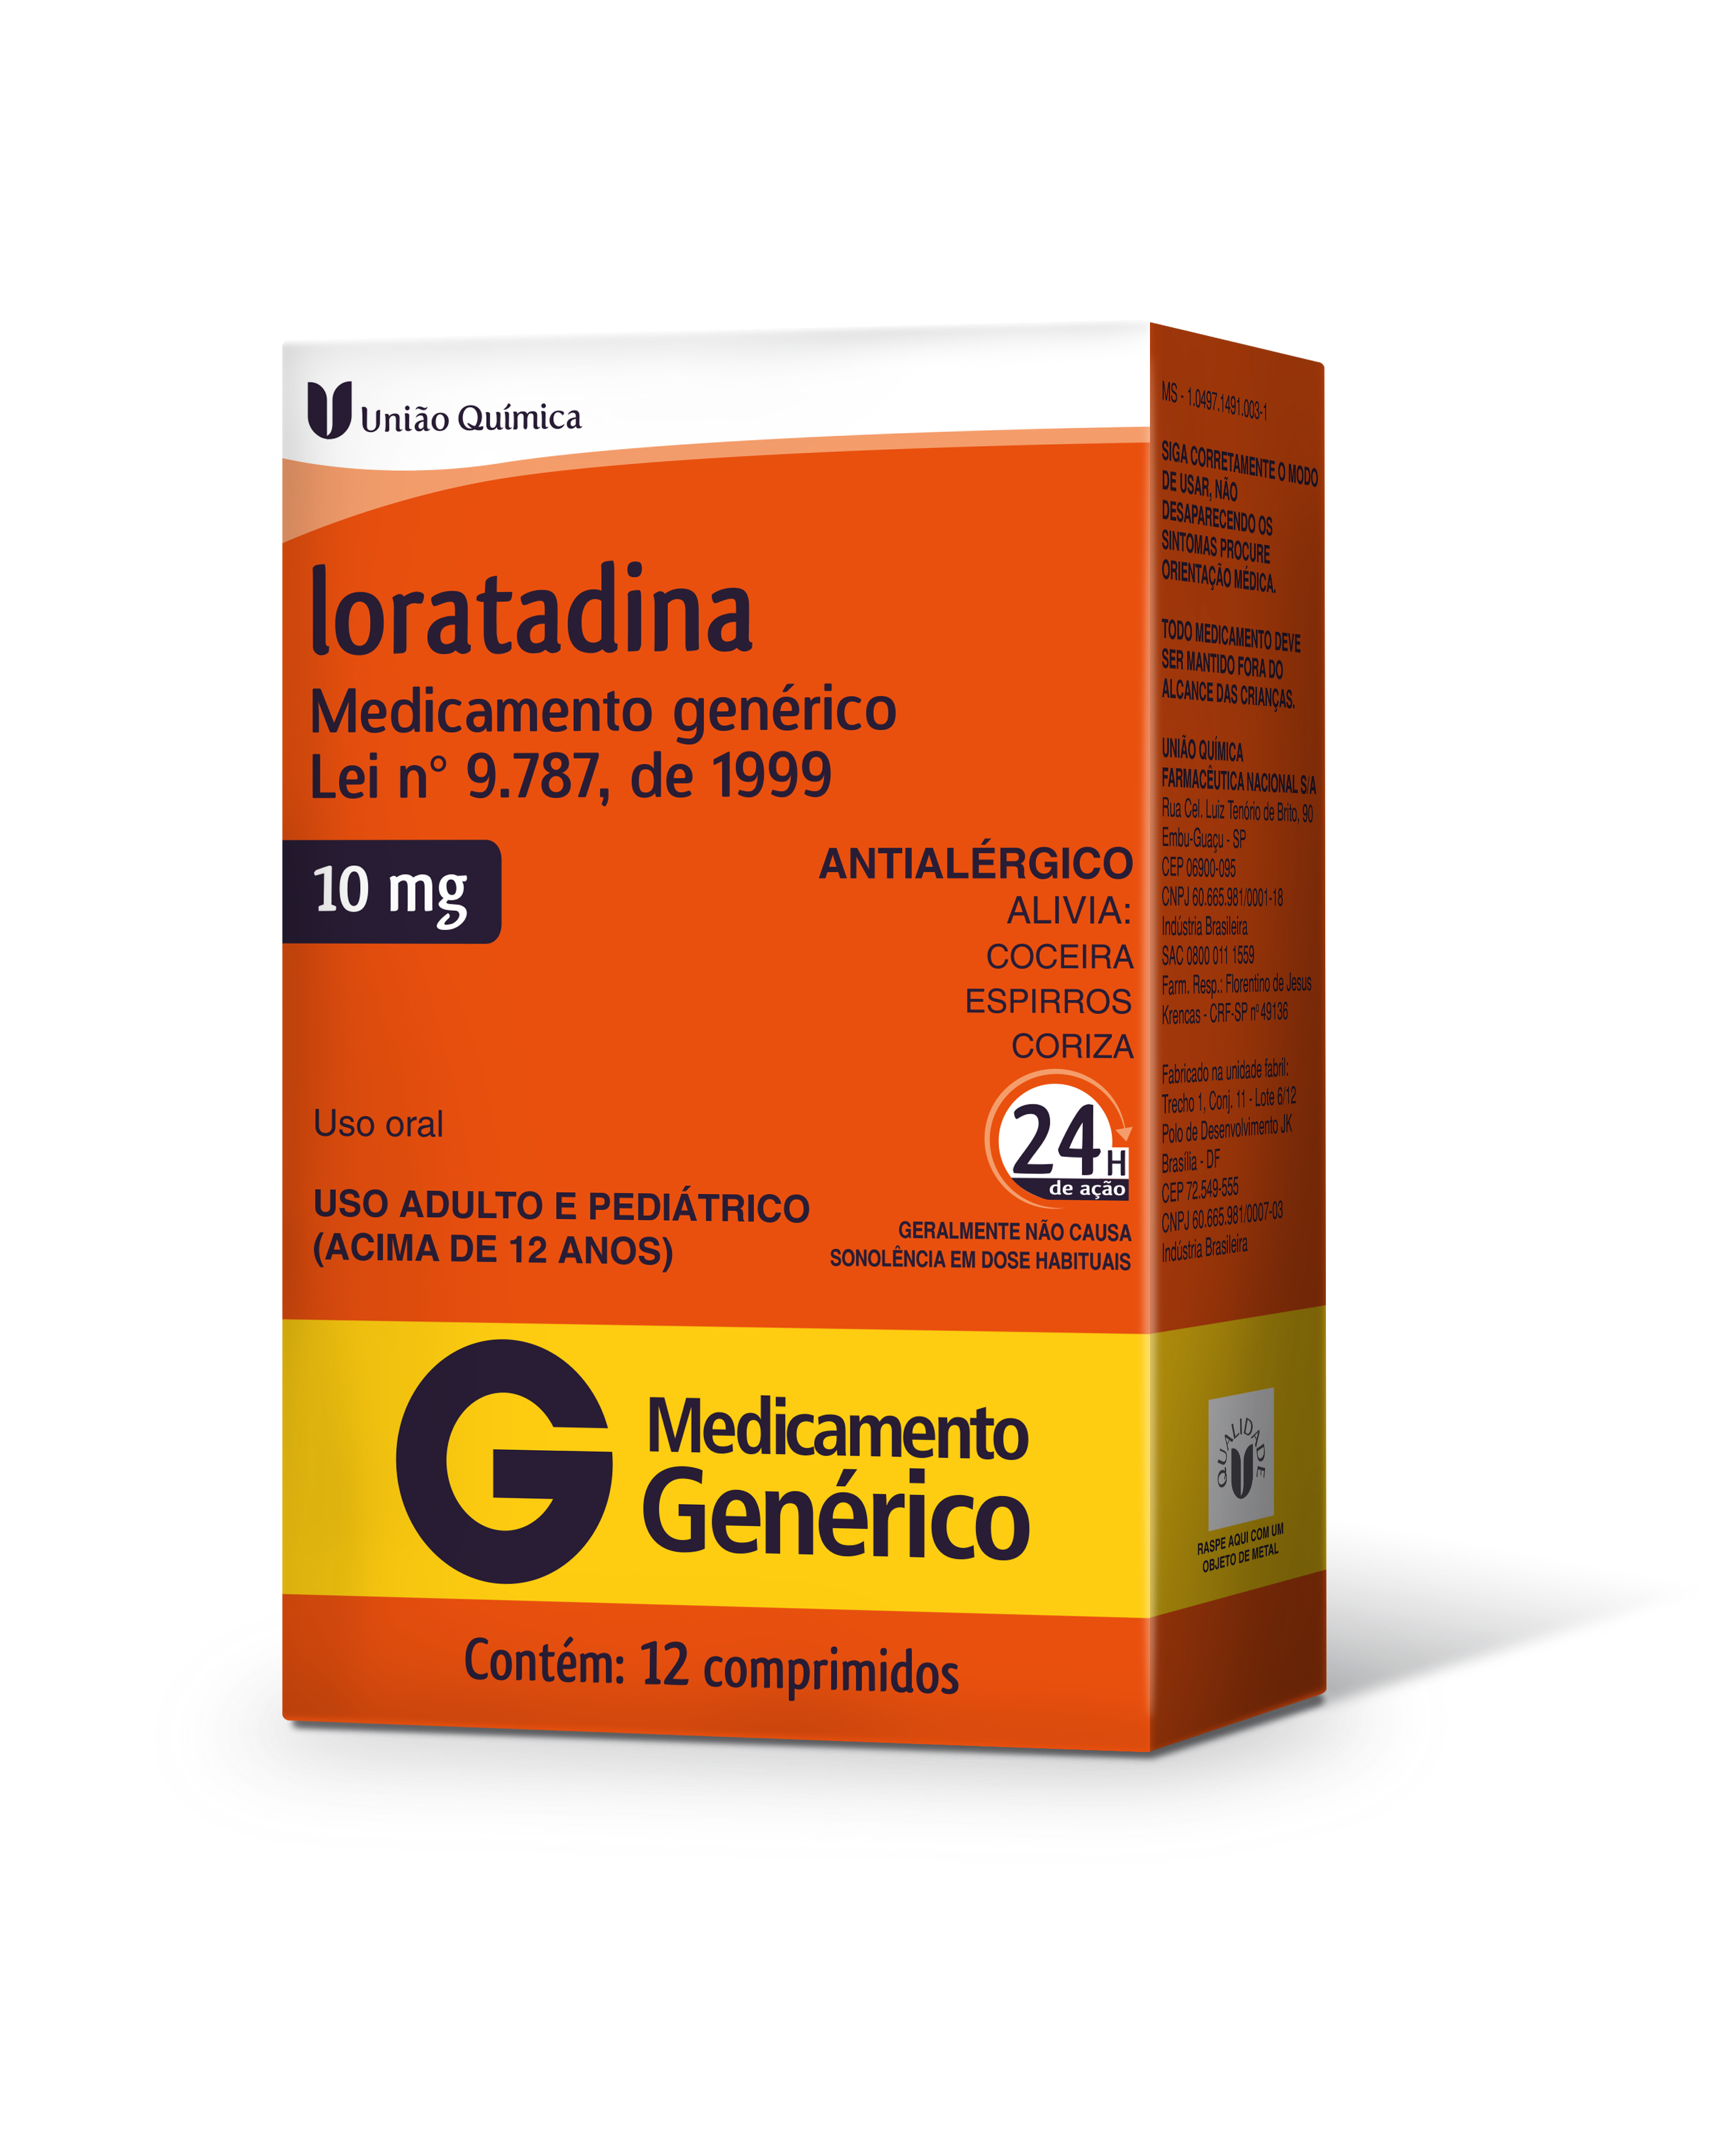 União Química
loratadina
Medicamento genérico
Lei n° 9.787, de 1999
10 mg
ANTIALÉRGICO
ALIVIA:
COCEIRA
ESPIRROS
CORIZA
24 H
de ação
Uso oral
USO ADULTO E PEDIÁTRICO
(ACIMA DE 12 ANOS)
GERALMENTE NÃO CAUSA
SONOLÊNCIA EM DOSE HABITUAIS
G
Medicamento
Genérico
Contém: 12 comprimidos
MS - 1.0497.1491.003-1
SIGA CORRETAMENTE O MODO
DE USAR, NÃO
DESAPARECENDO OS
SINTOMAS PROCURE
ORIENTAÇÃO MÉDICA.
TODO MEDICAMENTO DEVE
SER MANTIDO FORA DO
ALCANCE DAS CRIANÇAS.
UNIÃO QUÍMICA
FARMACÊUTICA NACIONAL S/A
Rua Cel. Luiz Tenório de Brito, 90
Embu-Guaçu - SP
CEP 06900-095
CNPJ 60.665.981/0001-18
Indústria Brasileira
SAC 0800 011 1559
Farm. Resp.: Florentino de Jesus
Krencas - CRF-SP nº 49136
Fabricado na unidade fabril:
Trecho 1, Conj. 11 - Lote 6/12
Polo de Desenvolvimento JK
Brasília - DF
CEP 72.549-555
CNPJ 60.665.981/0007-03
Indústria Brasileira
QUALIDADE
RASPE AQUI COM UM
OBJETO DE METAL